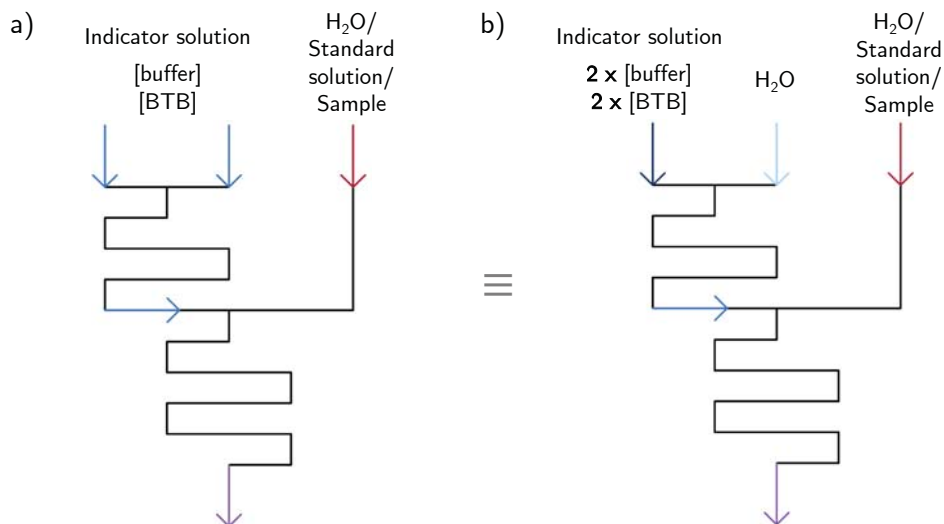 a)
Indicator solution
[buffer]
[BTB]
H₂O/
Standard
solution/
Sample
≡
b)
Indicator solution
2 x [buffer]
2 x [BTB]
H₂O
H₂O/
Standard
solution/
Sample